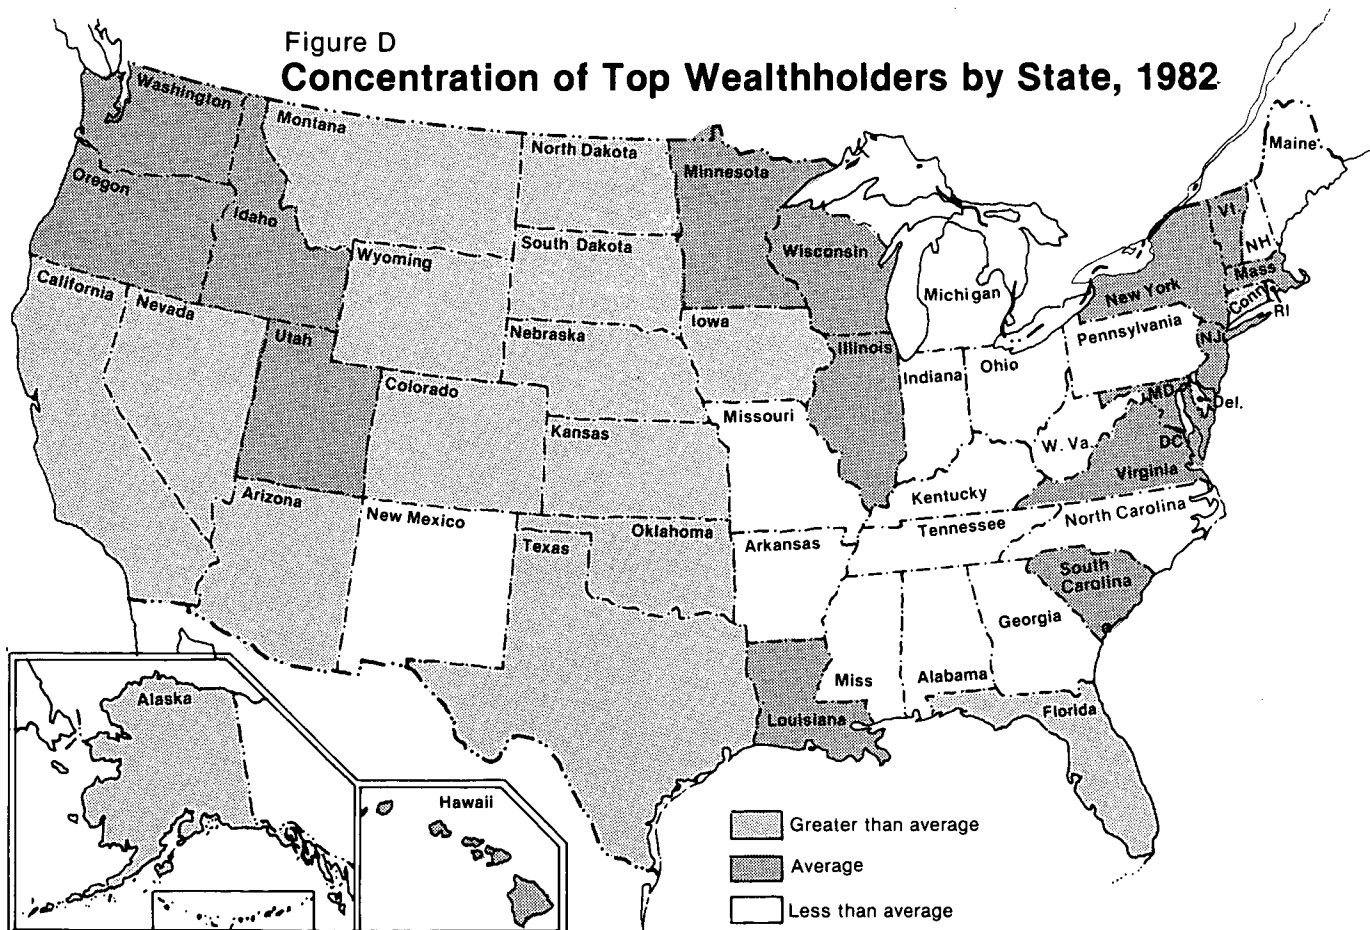 Figure D
Concentration of Top Wealthholders by State, 1982
Washington
Montana
North Dakota
Minnesota
Maine
Oregon
Idaho
VI
Wyoming
South Dakota
Wisconsin
NH
California
Nevada
Michigan
New York
Mass
Conn
RI
Utah
Nebraska
Iowa
Illinois
Pennsylvania
NJ
Indiana
Ohio
Colorado
Missouri
MD
Del.
Kansas
W. Va.
DC
Virginia
Arizona
New Mexico
Kentucky
North Carolina
Oklahoma
Tennessee
Texas
Arkansas
South
Carolina
Georgia
Alaska
Miss
Alabama
Louisiana
Florida
Hawaii
Greater than average
Average
Less than average